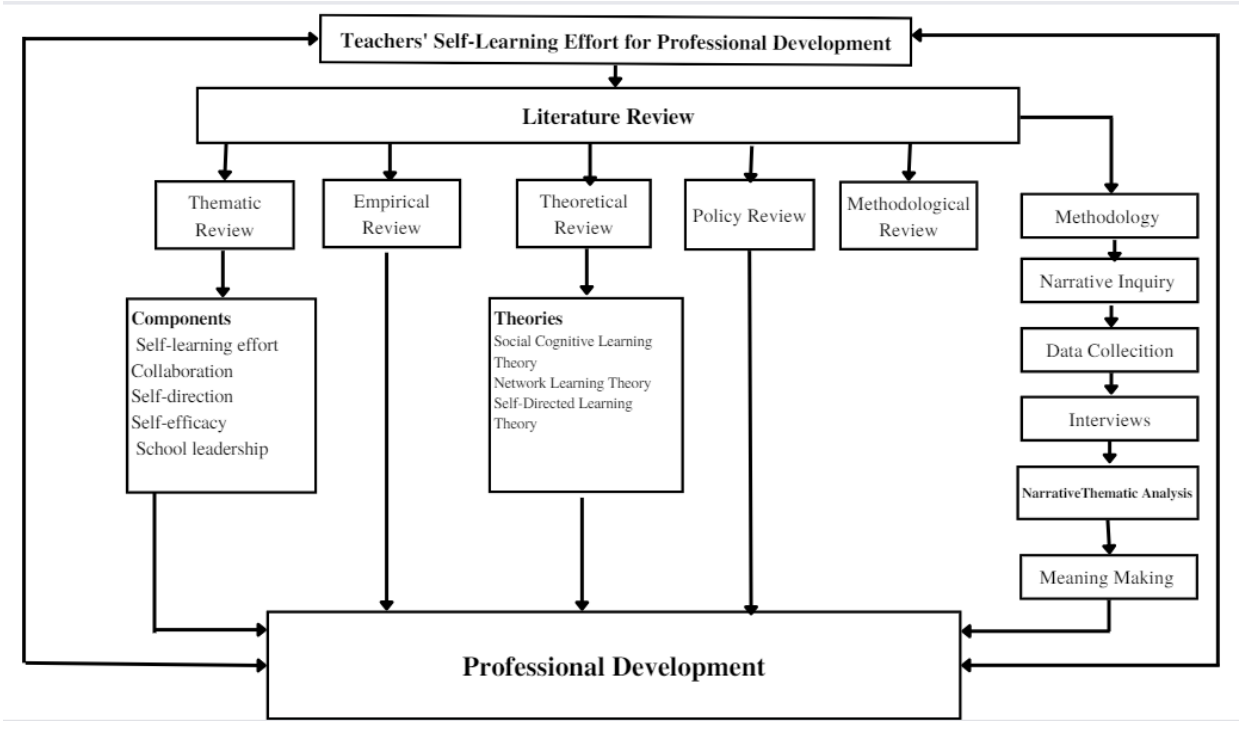 Teachers' Self-Learning Effort for Professional Development
Literature Review
Thematic
Review
Empirical
Review
Theoretical
Review
Policy Review
Methodological
Review
Methodology
Narrative Inquiry
Data Collecition
Interviews
NarrativeThematic Analysis
Meaning Making
Components
Self-learning effort
Collaboration
Self-direction
Self-efficacy
School leadership
Theories
Social Cognitive Learning
Theory
Network Learning Theory
Self-Directed Learning
Theory
Professional Development